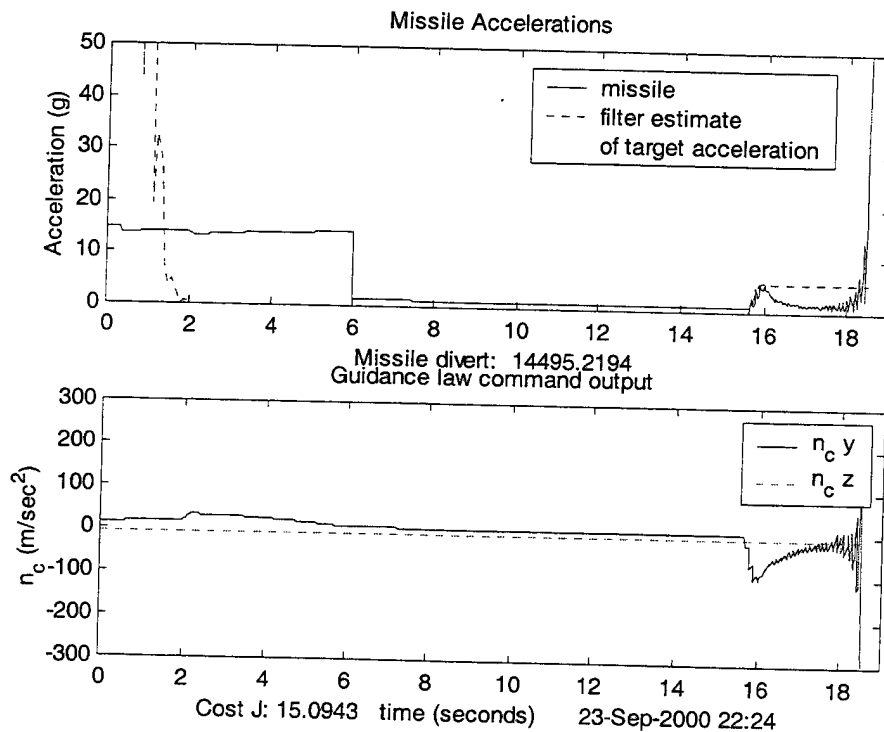 Missile Accelerations
50
40
30
20
10
0
Acceleration (g)
missile
filter estimate
of target acceleration
0 2 4 6 8 10 12 14 16 18
Missile divert: 14495.2194
Guidance law command output
300
200
100
0
-100
-200
-300
n_c (m/sec^2)
n_c y
n_c z
0 2 4 6 8 10 12 14 16 18
Cost J: 15.0943 time (seconds) 23-Sep-2000 22:24